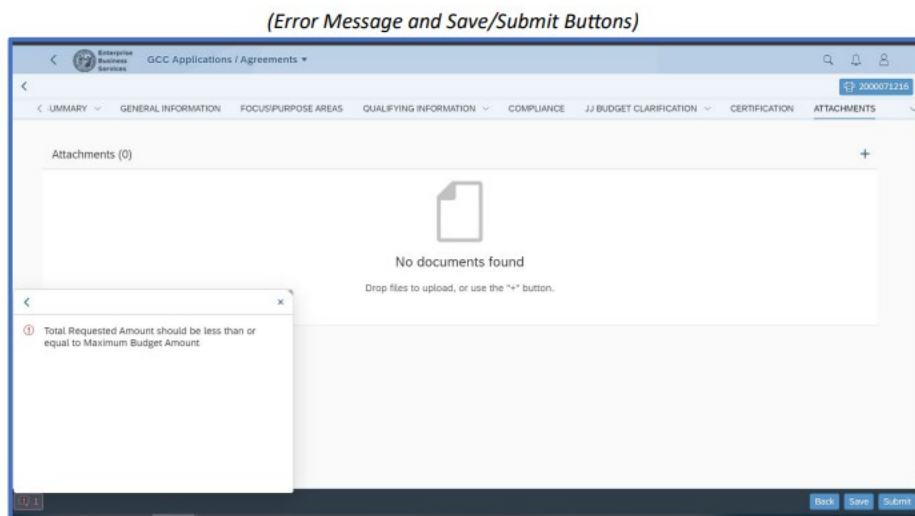 (Error Message and Save/Submit Buttons)
Enterprise
Business
Services
GCC Applications / Agreements
2000071216
UMMARY GENERAL INFORMATION FOCUS\PURPOSE AREAS QUALIFYING INFORMATION COMPLIANCE JJ BUDGET CLARIFICATION CERTIFICATION ATTACHMENTS
Attachments (0)
No documents found
Drop files to upload, or use the "+" button.
Total Requested Amount should be less than or
equal to Maximum Budget Amount
1
Back Save Submit